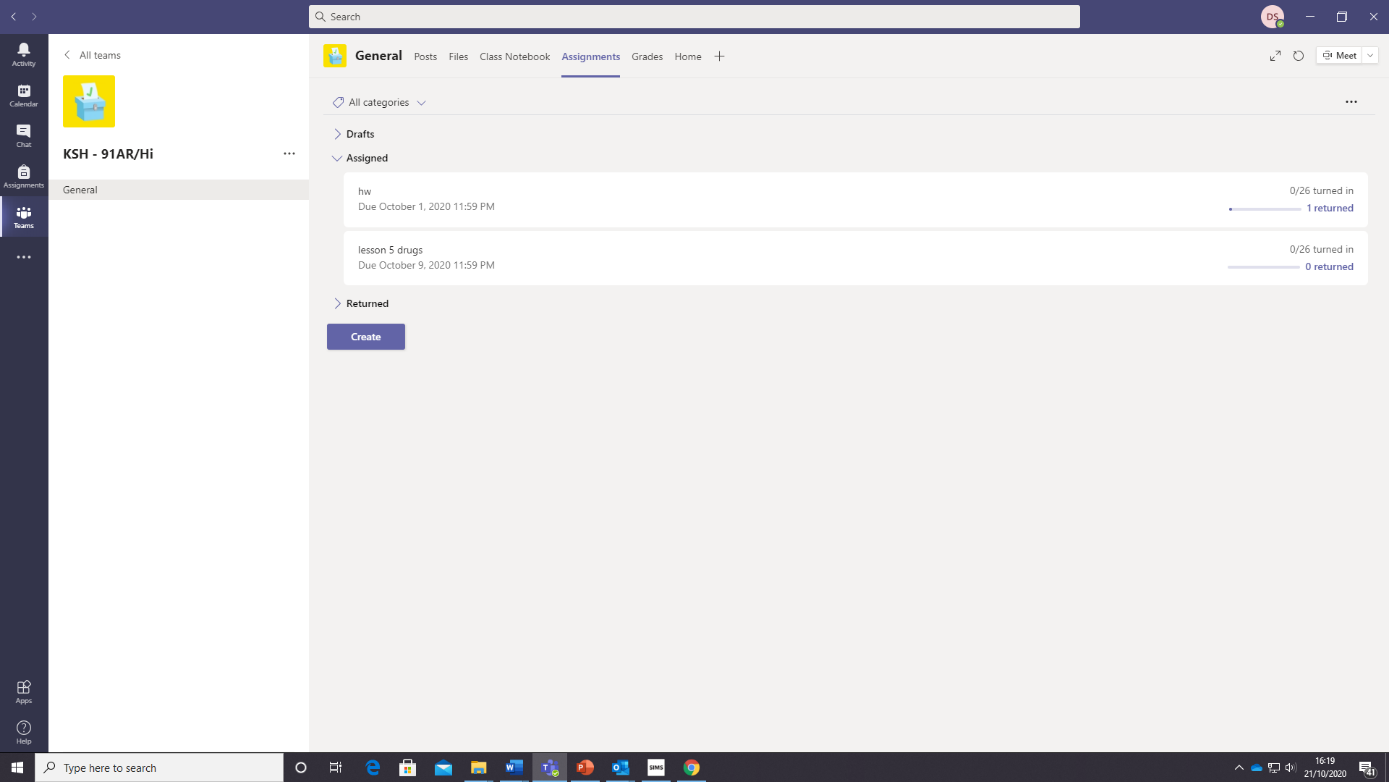 Search
DS
Activity
Calendar
Chat
Assignments
Teams
Apps
Help
All teams
KSH - 91AR/Hi
General
General Posts Files Class Notebook Assignments Grades Home
Meet
All categories
Drafts
Assigned
hw
Due October 1, 2020 11:59 PM
0/26 turned in
1 returned
lesson 5 drugs
Due October 9, 2020 11:59 PM
0/26 turned in
0 returned
Returned
Create
Type here to search
SIMS
16:19
21/10/2020
41